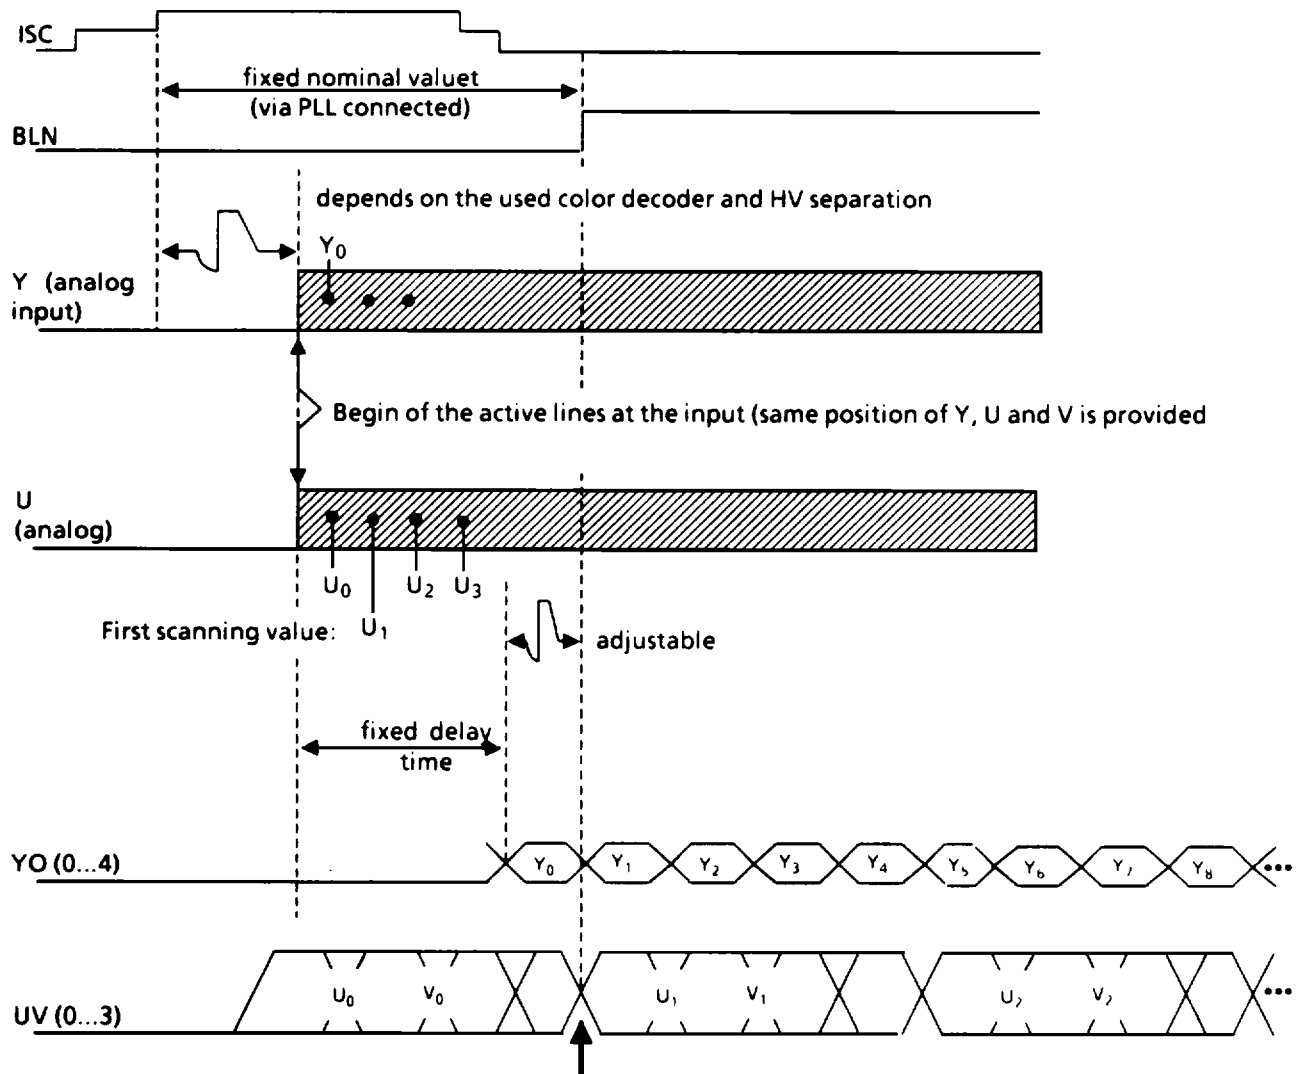 ISC
fixed nominal valuet
(via PLL connected)
BLN
depends on the used color decoder and HV separation
Y0
Y (analog
input)
Begin of the active lines at the input (same position of Y, U and V is provided
U
(analog)
U0 U2 U3
First scanning value: U1
adjustable
fixed delay
time
YO (0...4) Y0 Y1 Y2 Y3 Y4 Y5 Y6 Y7 Y8 •••
UV (0...3) U0 V0 U1 V1 U2 V2 •••